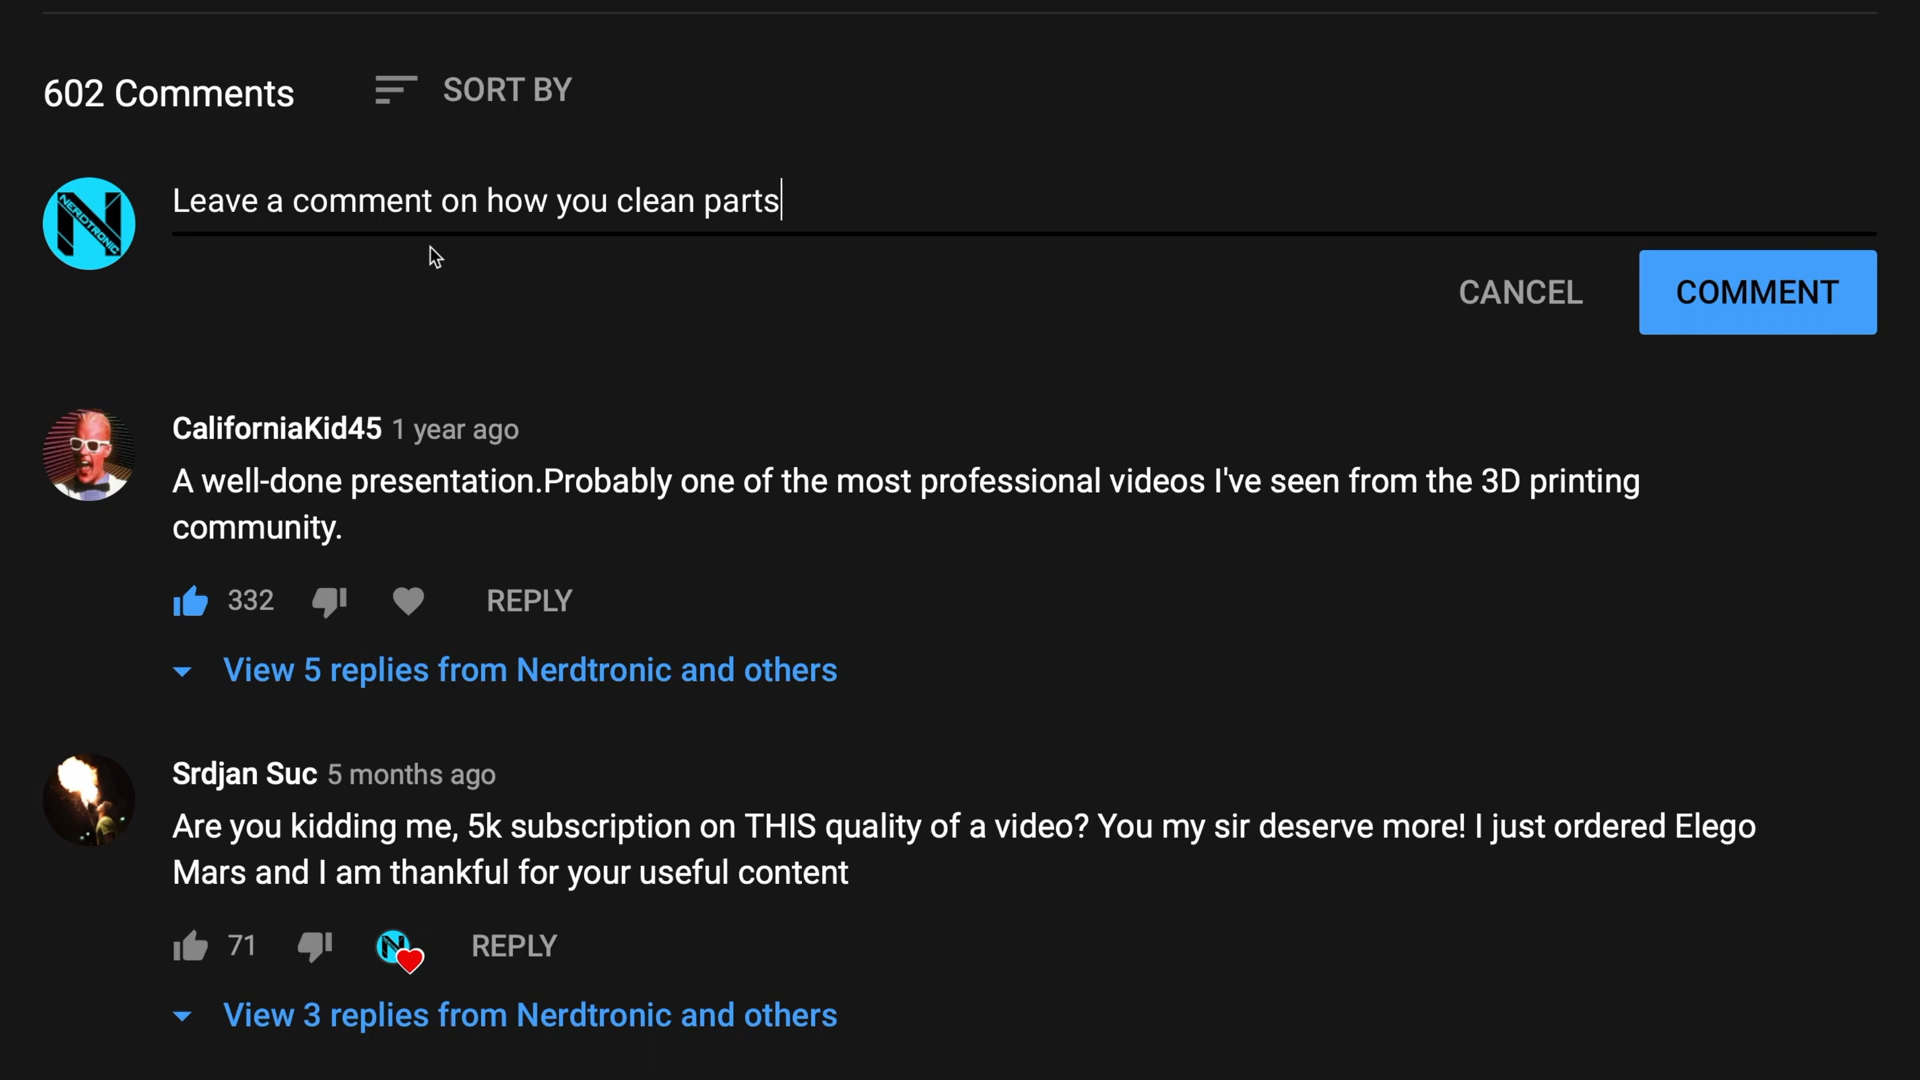 602 Comments
SORT BY
NERDTRONIC
Leave a comment on how you clean parts
CANCEL
COMMENT
CaliforniaKid45 1 year ago
A well-done presentation.Probably one of the most professional videos I've seen from the 3D printing
community.
332
REPLY
View 5 replies from Nerdtronic and others
Srdjan Suc 5 months ago
Are you kidding me, 5k subscription on THIS quality of a video? You my sir deserve more! I just ordered Elego
Mars and I am thankful for your useful content
71
N
REPLY
View 3 replies from Nerdtronic and others